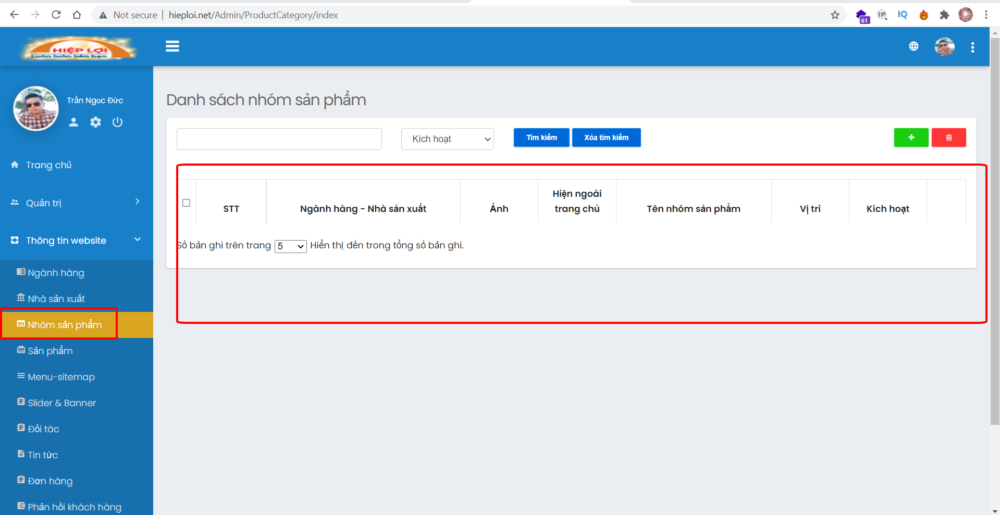 Not secure | hieploi.net/Admin/ProductCategory/index
61
IP
IQ
HIỆP LỢI
Luôn luôn bên bạn
Trần Ngọc Đức
Trang chủ
Quản trị
Thông tin website
Ngành hàng
Nhà sản xuất
Nhóm sản phẩm
Sản phẩm
Menu-sitemap
Slider & Banner
Đối tác
Tin tức
Đơn hàng
Phản hồi khách hàng
Danh sách nhóm sản phẩm
Kích hoạt
Tìm kiếm
Xóa tìm kiếm
STT
Ngành hàng - Nhà sản xuất
Ảnh
Hiện ngoài
trang chủ
Tên nhóm sản phẩm
Vị trí
Kích hoạt
Số bản ghi trên trang 5 Hiển thị đến trong tổng số bản ghi.